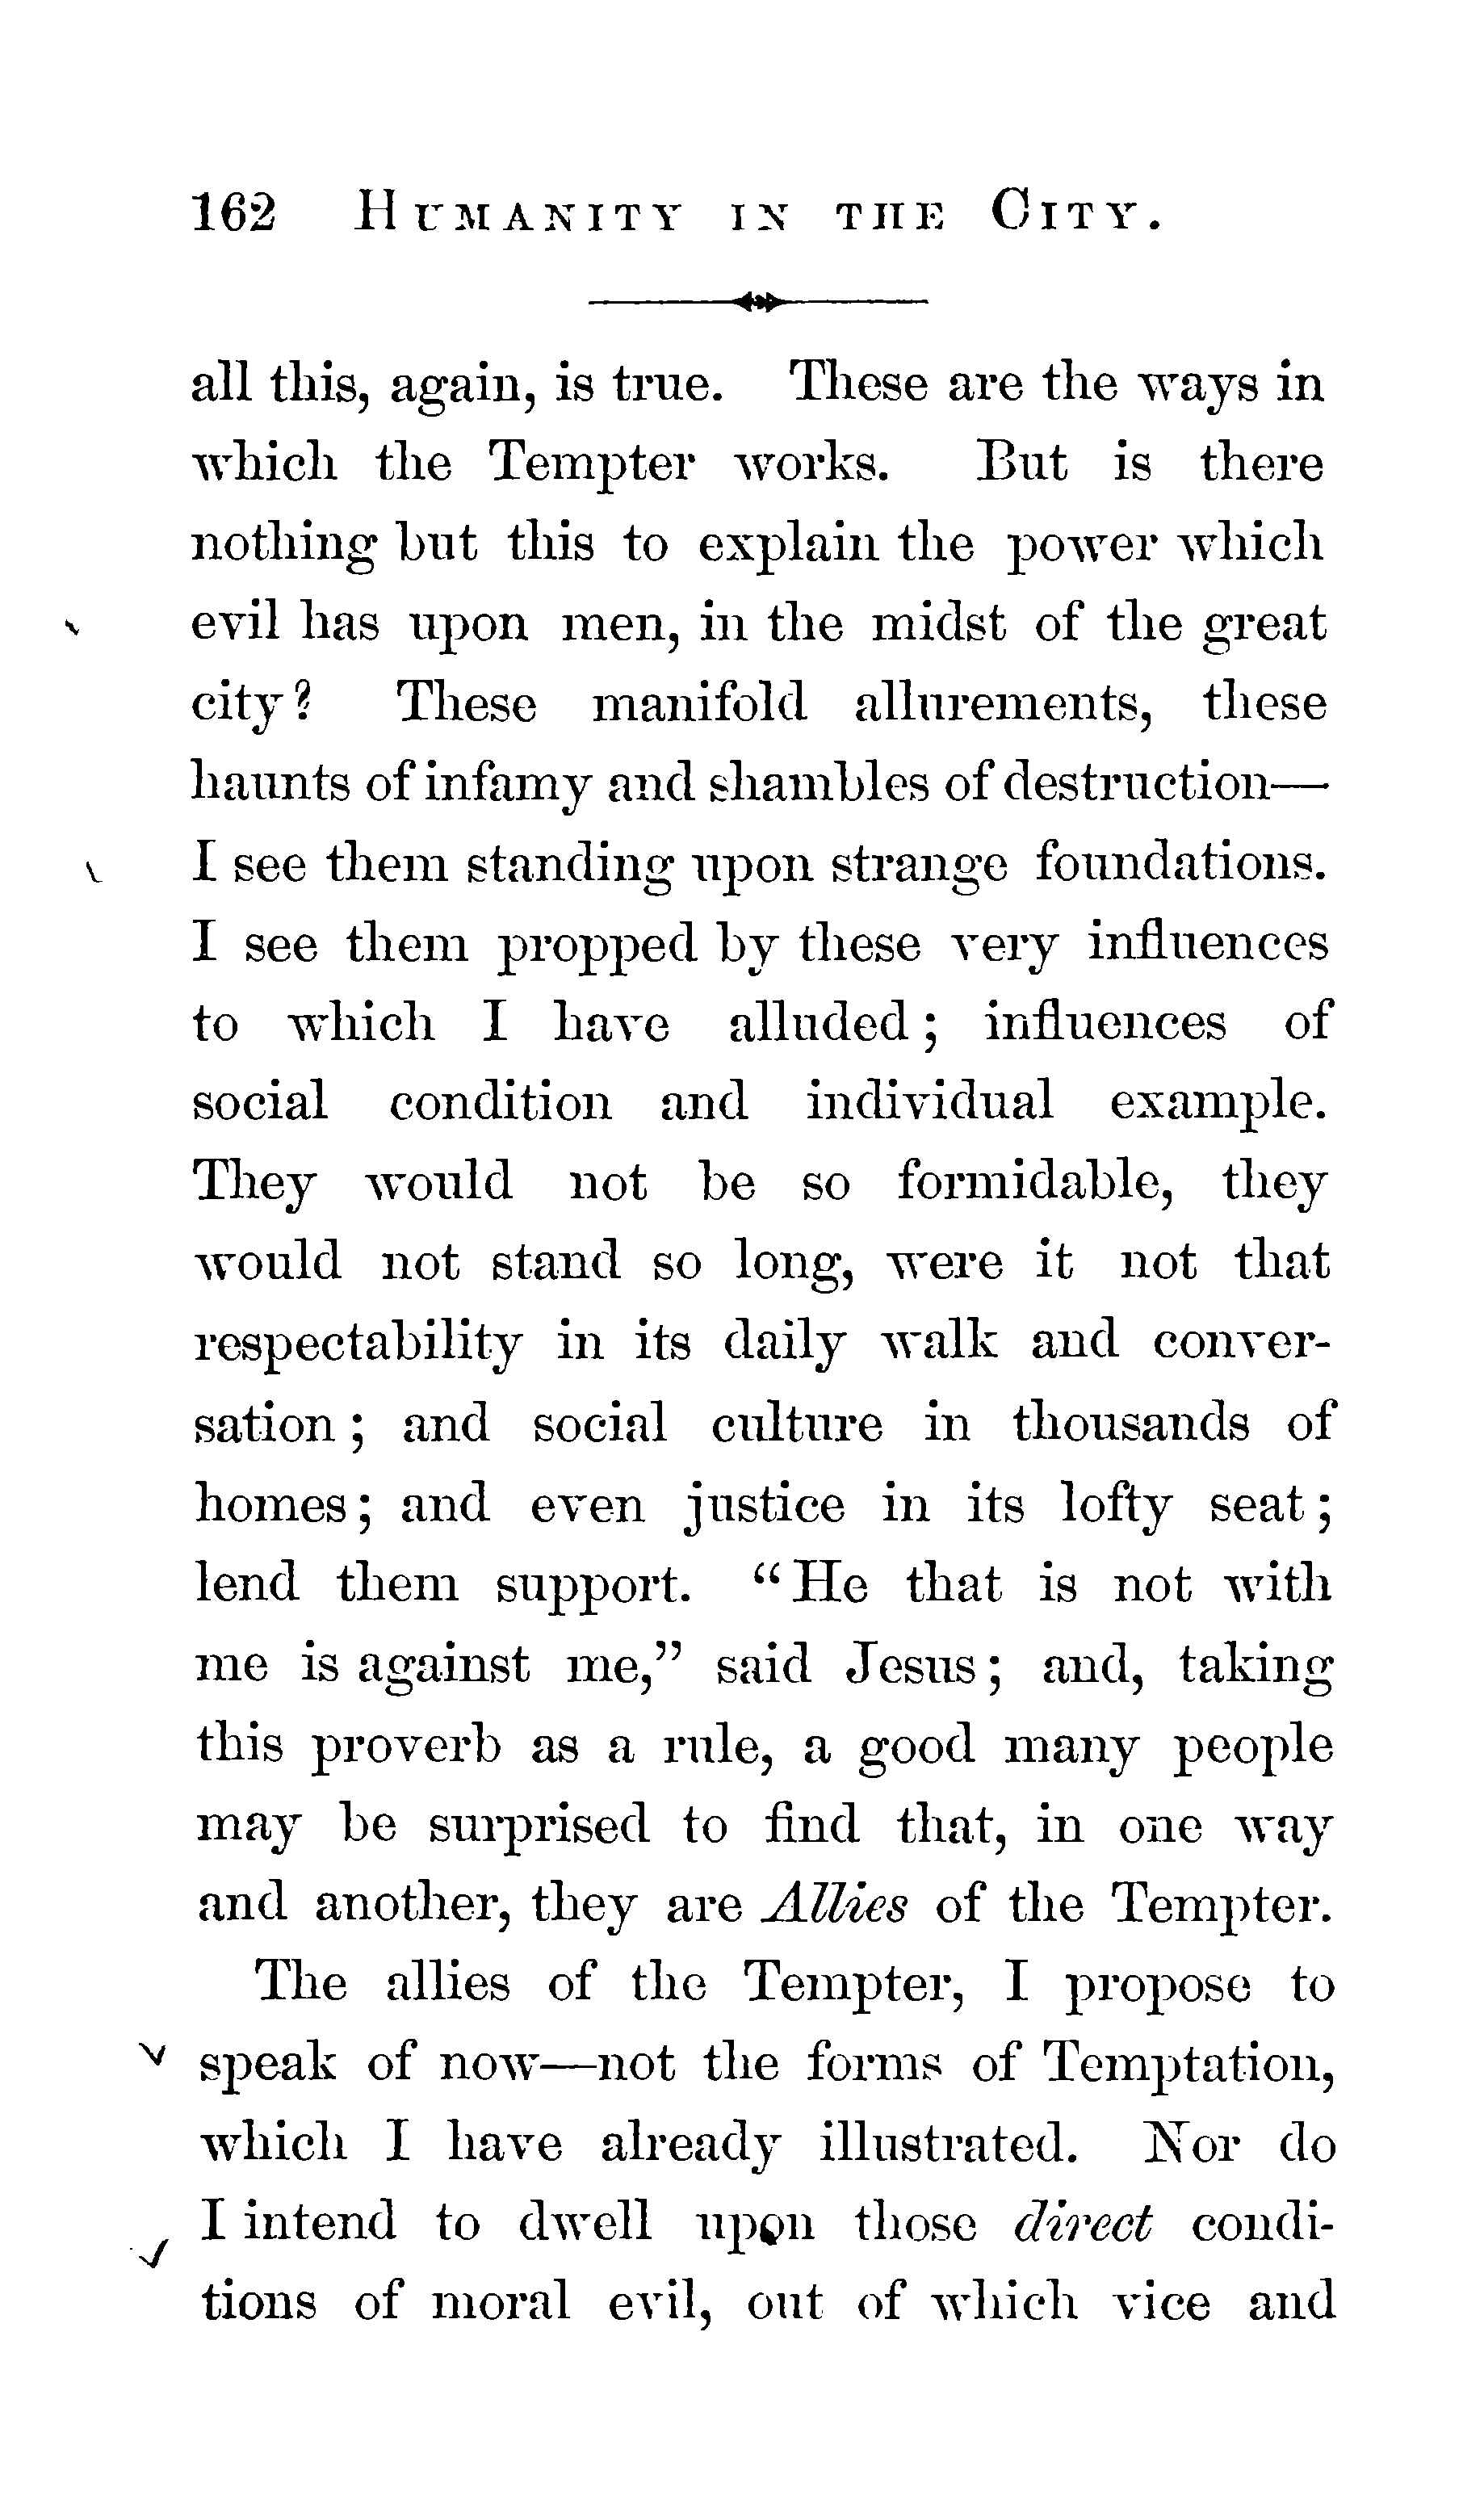 162 HUMANITY IN THE CITY.
all this, again, is true. These are the ways in
which the Tempter works. But is there
nothing but this to explain the power which
evil has upon men, in the midst of the great
city? These manifold allurements, these
haunts of infamy and shambles of destruction—
I see them standing upon strange foundations.
I see them propped by these very influences
to which I have alluded; influences of
social condition and individual example.
They would not be so formidable, they
would not stand so long, were it not that
respectability in its daily walk and conver-
sation; and social culture in thousands of
homes; and even justice in its lofty seat;
lend them support. “He that is not with
me is against me,” said Jesus; and, taking
this proverb as a rule, a good many people
may be surprised to find that, in one way
and another, they are Allies of the Tempter.
The allies of the Tempter, I propose to
speak of now—not the forms of Temptation,
which I have already illustrated. Nor do
I intend to dwell upon those direct condi-
tions of moral evil, out of which vice and